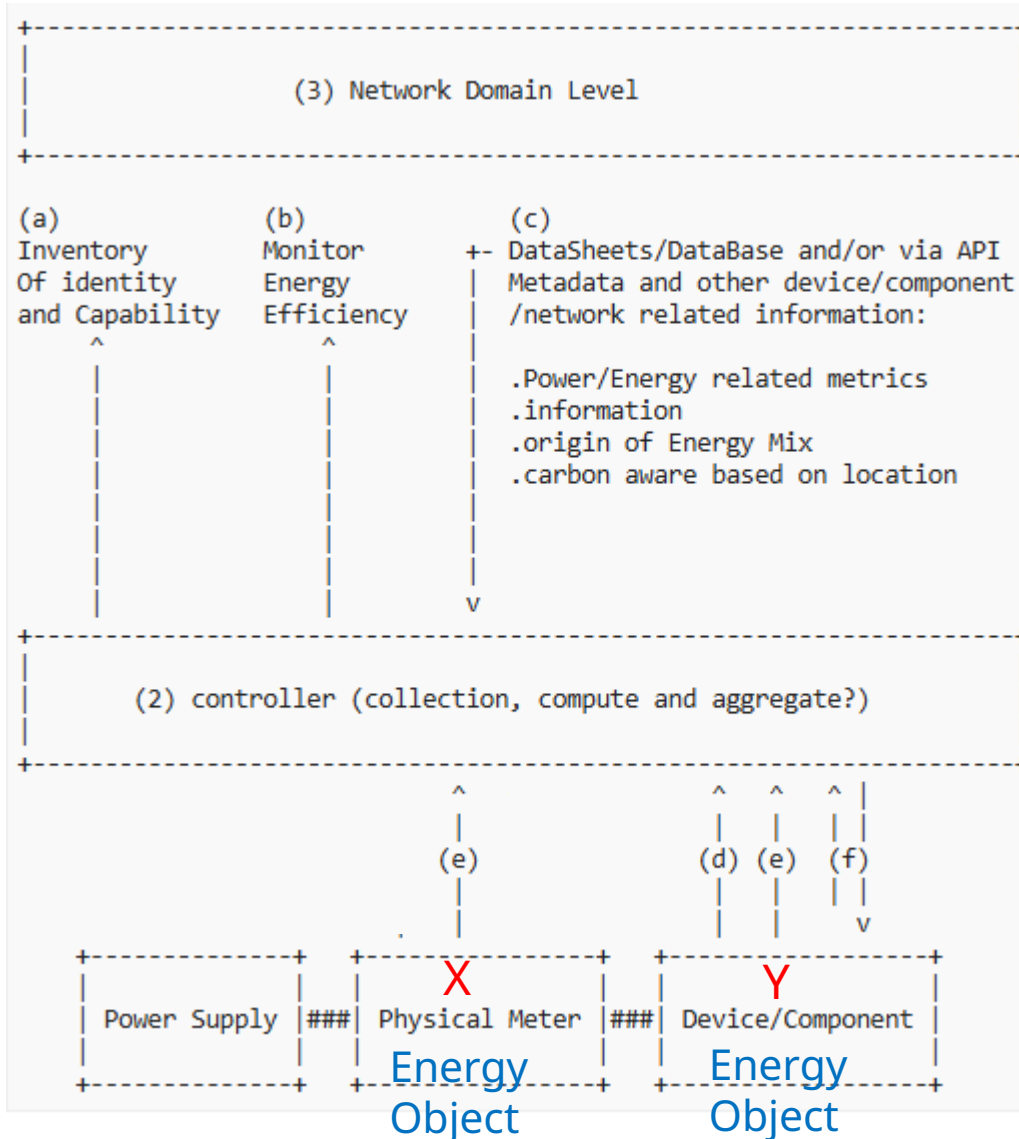 (3) Network Domain Level
(a) (b) (c)
Inventory Monitor +- DataSheets/DataBase and/or via API
Of identity Energy | Metadata and other device/component
and Capability Efficiency | /network related information:
.Power/Energy related metrics
.information
.origin of Energy Mix
.carbon aware based on location
v
(2) controller (collection, compute and aggregate?)
^ ^ ^ ^ |
(e) (d) (e) (f)
v
X Y
Power Supply |###| Physical Meter |###| Device/Component
Energy Energy
Object Object